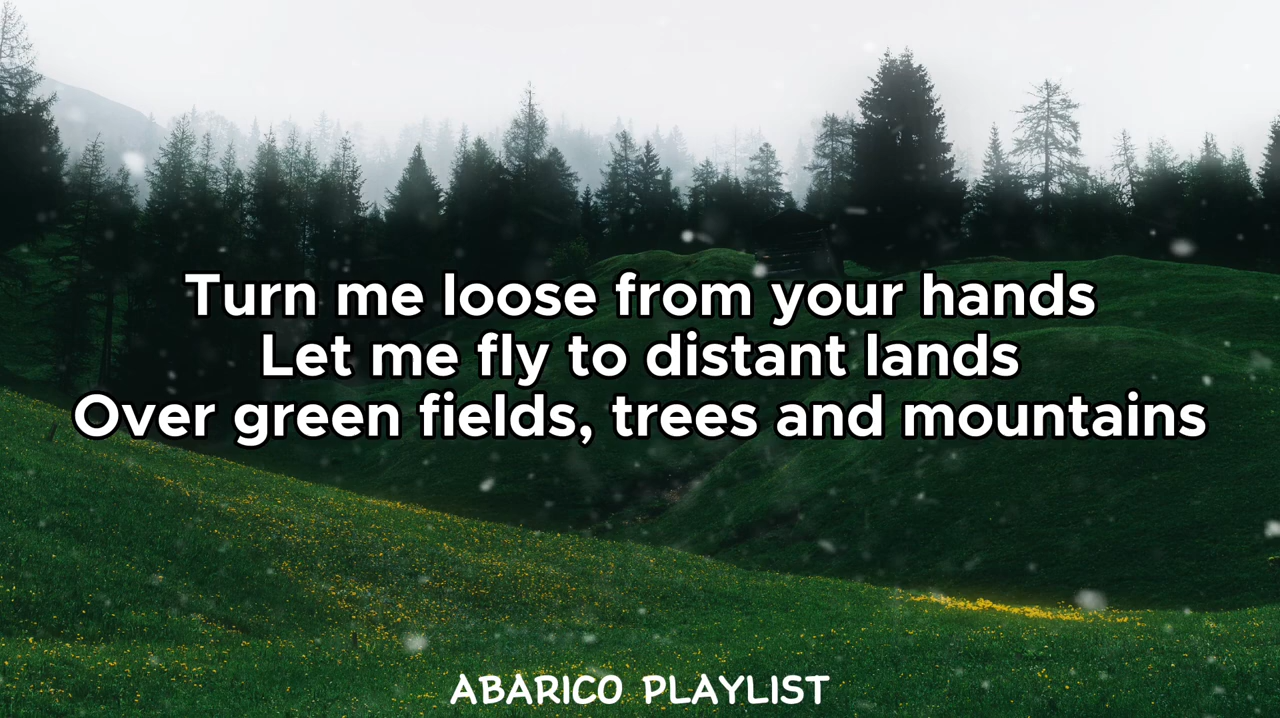 Turn me loose from your hands
Let me fly to distant lands
Over green fields, trees and mountains
ABARICO PLAYLIST